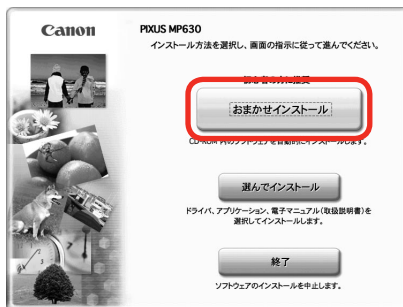 Canon
PIXUS MP630
インストール方法を選択し、画面の指示に従って進んでください。
おまかせインストール
CD-ROM 内のソフトウェアを自動的にインストールします。
選んでインストール
ドライバ、アプリケーション、電子マニュアル(取扱説明書)を
選択してインストールします。
終了
ソフトウェアのインストールを中止します。